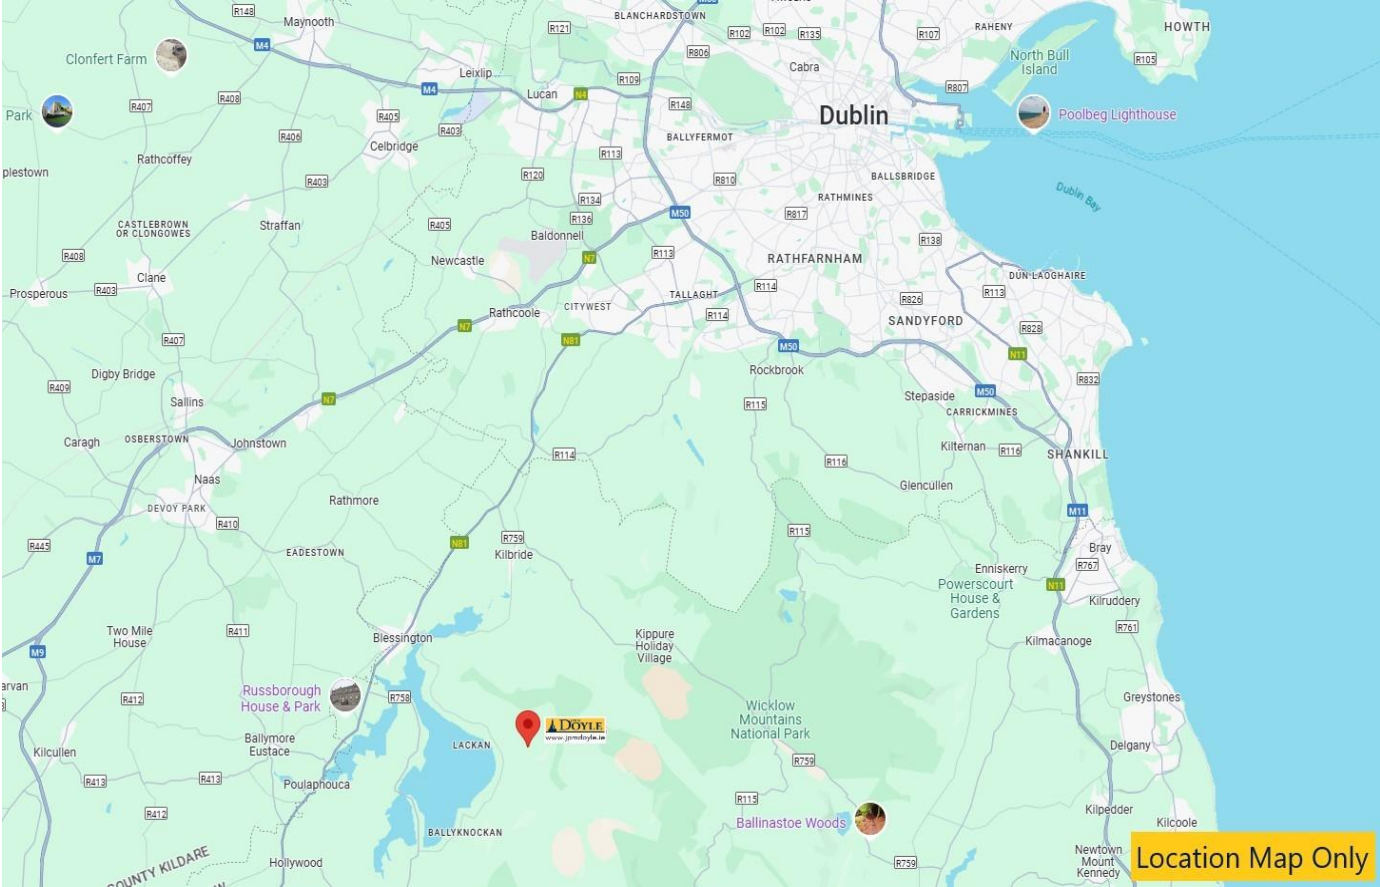 R148
Maynooth
M4
Clonfert Farm
Park
R407
R408
Rathcoffey
plestown
R406
R403
R405
Celbridge
R403
Leixlip
M4
Lucan
N4
R121
BLANCHARDSTOWN
R806
R102
R102
R135
Cabra
R109
R148
BALLYFERMOT
Dublin
R107
RAHENY
R807
North Bull
Island
HOWTH
R105
Poolbeg Lighthouse
Dublin Bay
BALLSBRIDGE
RATHMINES
R810
R817
R113
R120
R134
R136
Baldonnell
M50
R138
RATHFARNHAM
R113
N7
Newcastle
R405
Straffan
CASTLEBROWN
OR CLONGOWES
R408
Clane
R403
Prosperous
R407
Rathcoole
CITYWEST
TALLAGHT
R114
R114
N7
N81
M50
Rockbrook
R826
SANDYFORD
R113
DUN LAOGHAIRE
R828
N11
R832
Digby Bridge
R409
Sallins
N7
Caragh
OSBERSTOWN
Johnstown
Naas
DEVOY PARK
R410
Rathmore
R445
M7
EADESTOWN
R114
R115
R116
Stepaside
M50
CARRICKMINES
Kilternan
R116
SHANKILL
Glencullen
M11
N81
R759
Kilbride
R115
Bray
R767
Enniskerry
Powerscourt
House &
Gardens
N11
Kilruddery
R761
Kilmacanoge
Two Mile
House
R411
M9
Blessington
Kippure
Holiday
Village
arvan
R412
Russborough
House & Park
R758
DOYLE
www.jpmdoyle.ie
Wicklow
Mountains
National Park
Greystones
Delgany
Kilcullen
Ballymore
Eustace
LACKAN
R413
R413
Poulaphouca
R759
R412
R115
Ballinastoe Woods
BALLYKNOCKAN
Kilpedder
Kilcoole
COUNTY KILDARE
Hollywood
R759
Newtown
Mount
Kennedy
Location Map Only